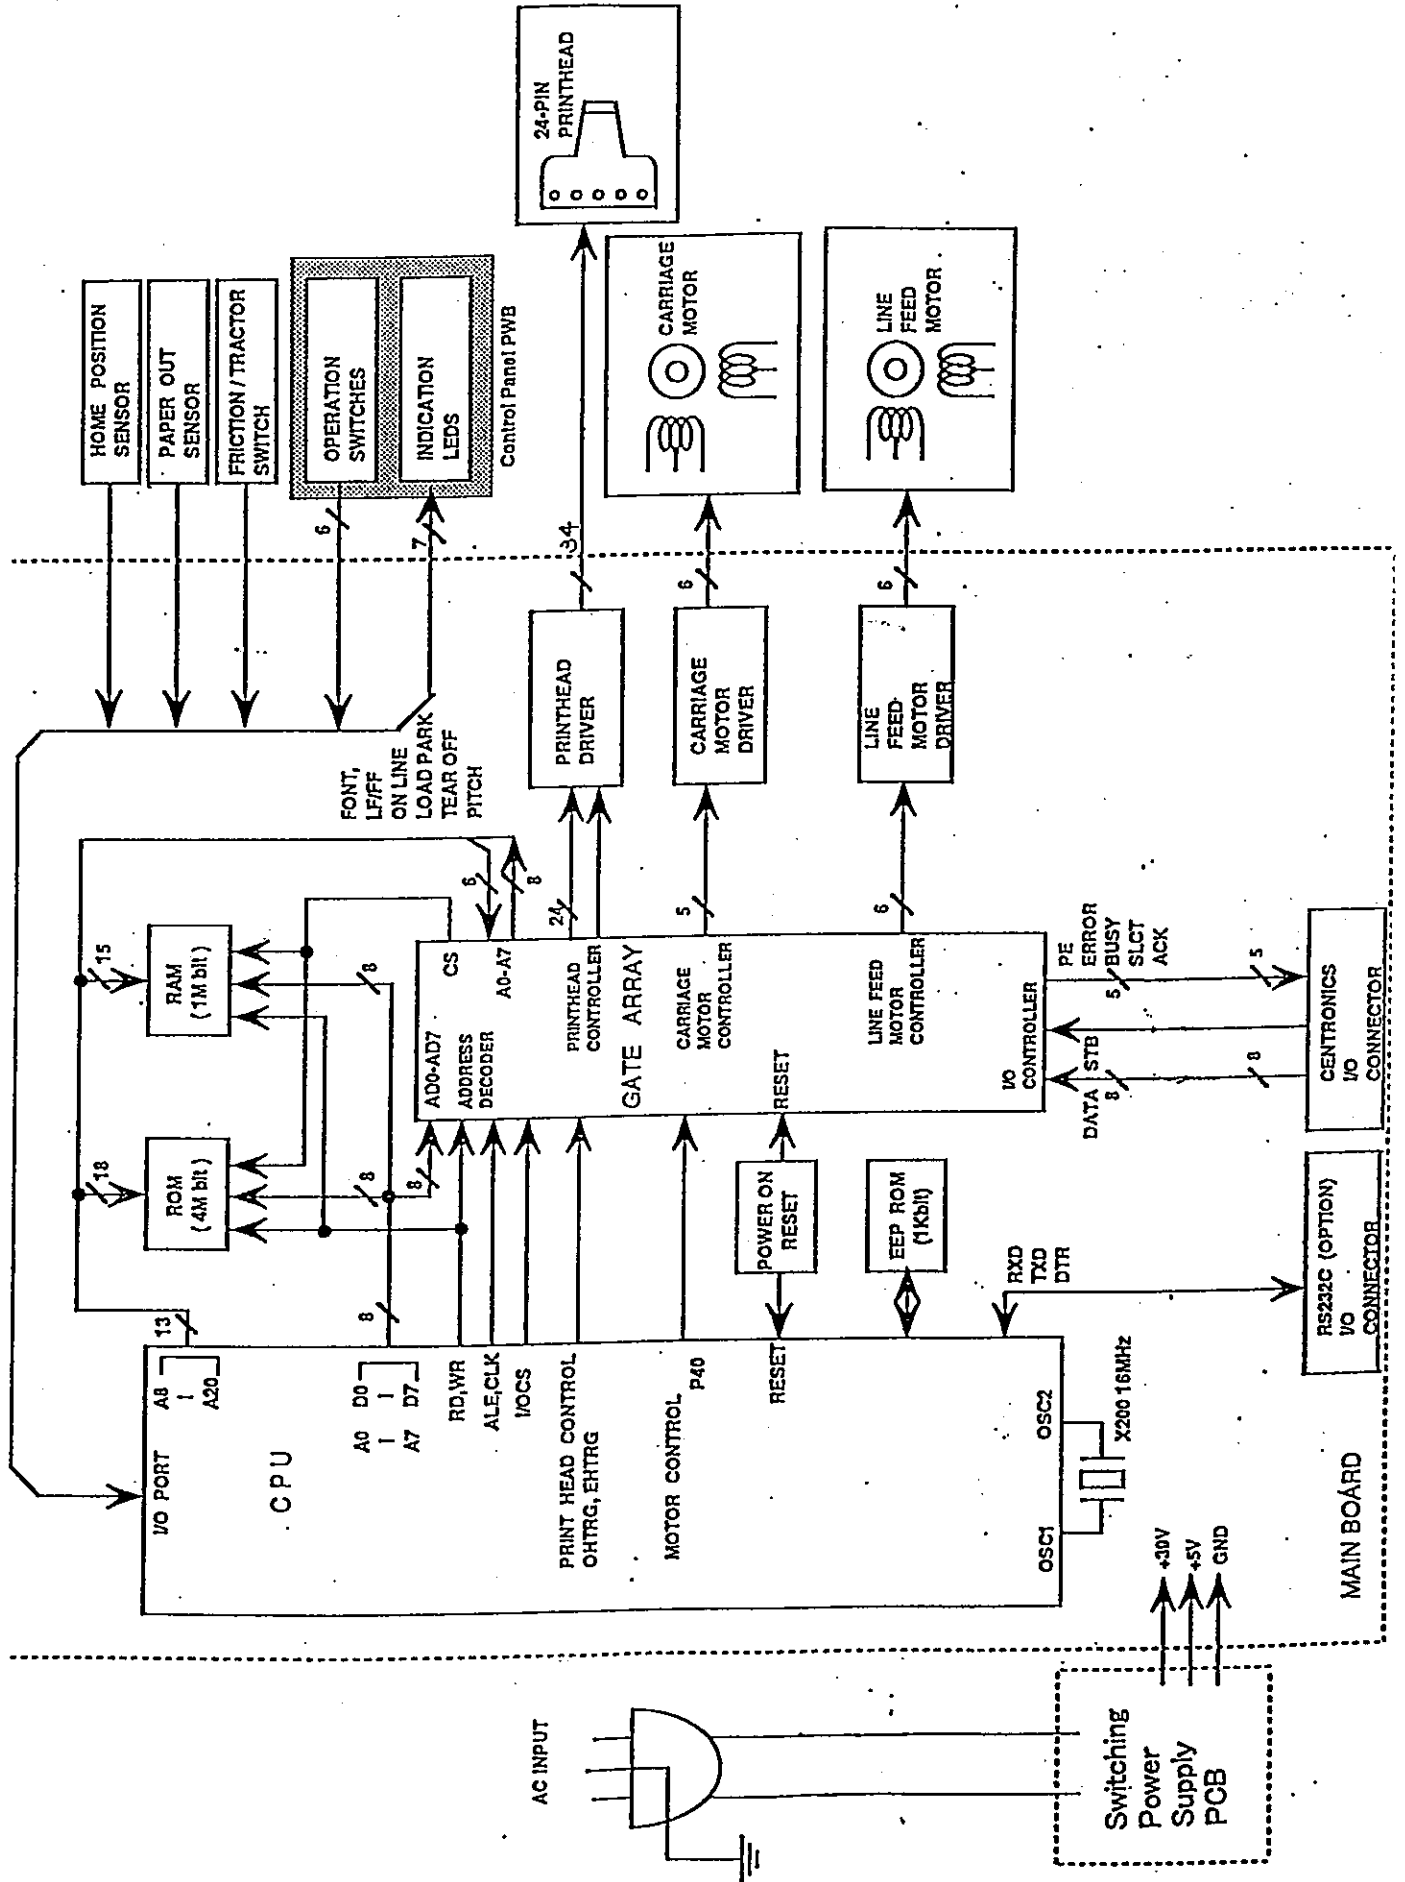 AC INPUT
Switching
Power
Supply
PCB
+30V
+5V
GND
MAIN BOARD
I/O PORT
CPU
A8
I
A20
A0 D0
I I
A7 D7
RD,WR
ALE,CLK
I/OCS
PRINT HEAD CONTROL
OHTRG, EHTRG
MOTOR CONTROL
P40
RESET
OSC1
OSC2
X200 16MHz
13
8
18
ROM
(4M bit)
15
RAM
(1M bit)
8
8
8
POWER ON
RESET
EEP ROM
(1Kbit)
RXD
TXD
DTR
RS232C (OPTION)
I/O
CONNECTOR
AD0-AD7
ADDRESS
DECODER
CS
A0-A7
PRINTHEAD
CONTROLLER
GATE ARRAY
CARRIAGE
MOTOR
CONTROLLER
RESET
LINE FEED
MOTOR
CONTROLLER
I/O
CONTROLLER
DATA STB
8
8
PE
ERROR
BUSY
SLCT
ACK
5
5
CENTRONICS
I/O
CONNECTOR
6
8
24
5
6
FONT,
LF/FF
ON LINE
LOAD PARK
TEAR OFF
PITCH
PRINTHEAD
DRIVER
CARRIAGE
MOTOR
DRIVER
LINE
FEED
MOTOR
DRIVER
34
6
6
6
7
HOME POSITION
SENSOR
PAPER OUT
SENSOR
FRICTION / TRACTOR
SWITCH
OPERATION
SWITCHES
INDICATION
LEDS
Control Panel PWB
24-PIN
PRINTHEAD
CARRIAGE
MOTOR
LINE
FEED
MOTOR